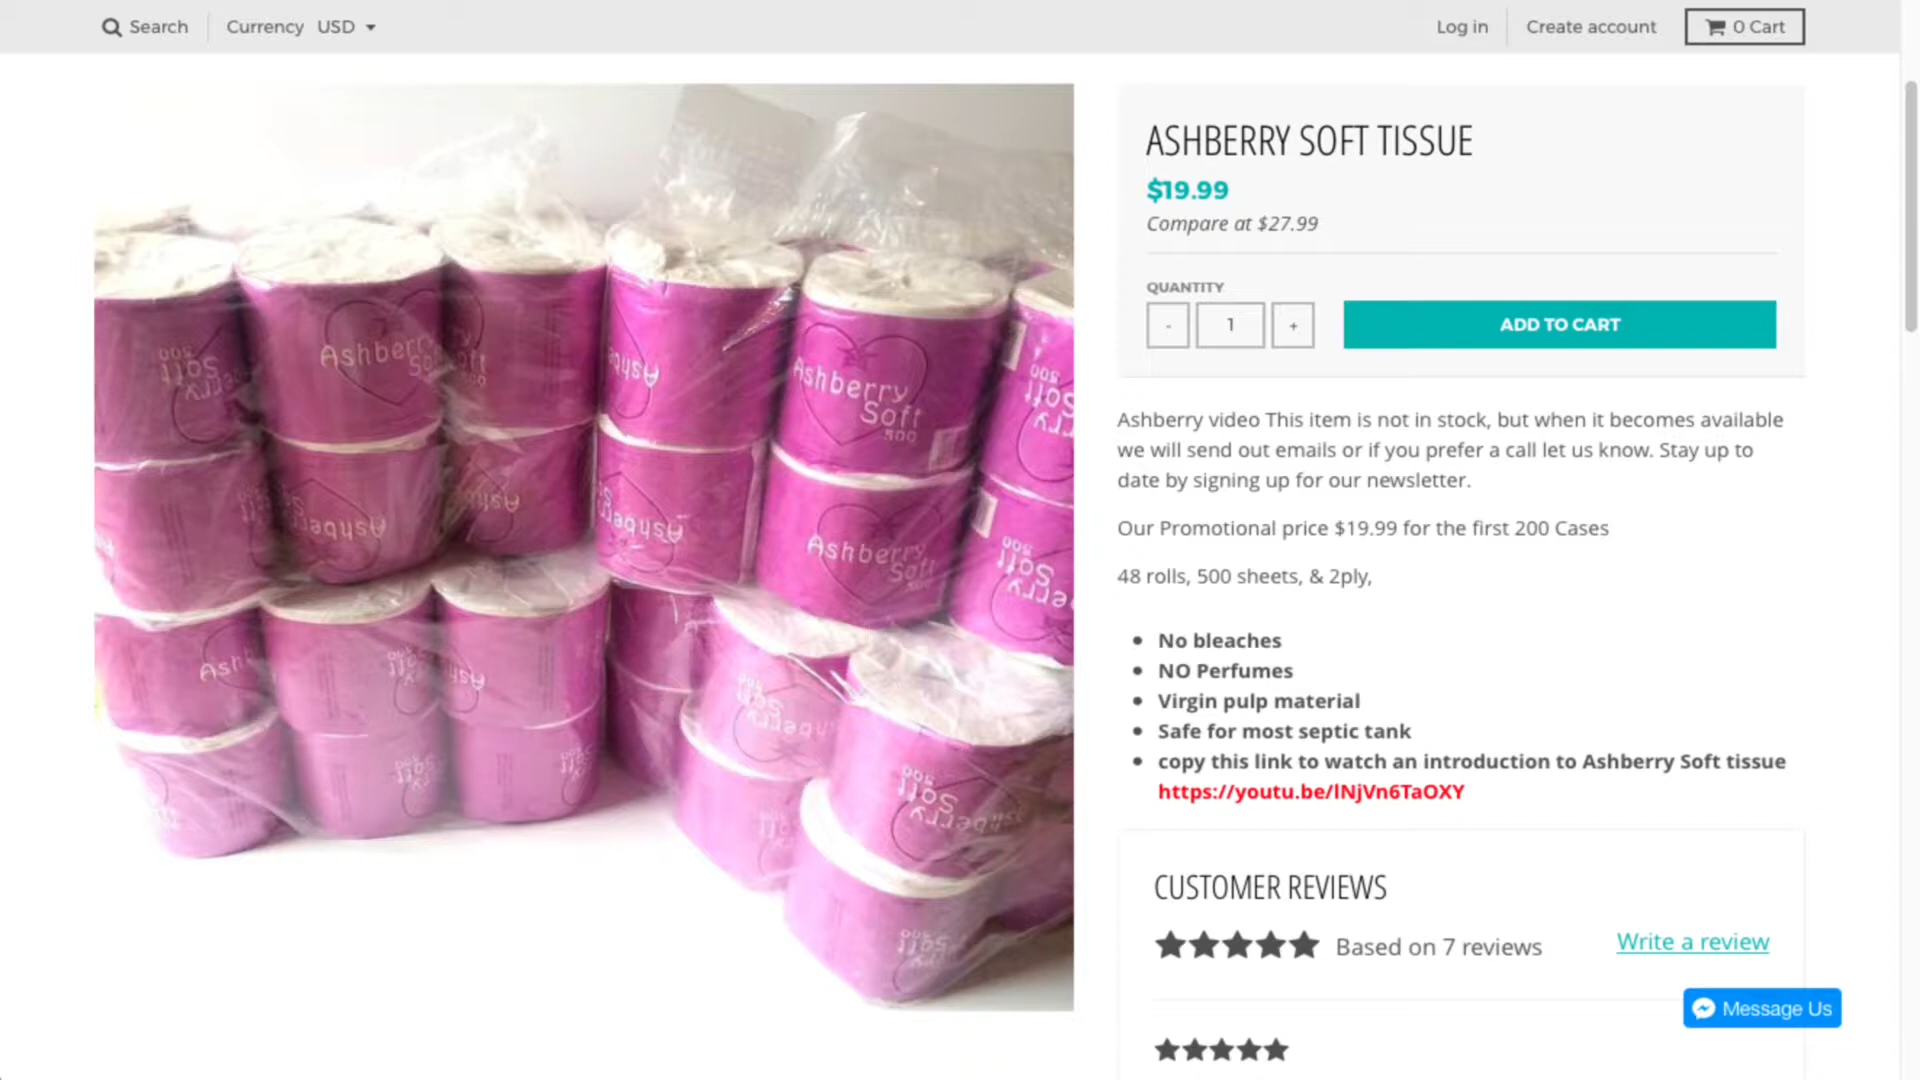 Search
Currency USD
Log in
Create account
0 Cart
ASHBERRY SOFT TISSUE
$19.99
Compare at $27.99
QUANTITY
- 1 +
ADD TO CART
Ashberry video This item is not in stock, but when it becomes available
we will send out emails or if you prefer a call let us know. Stay up to
date by signing up for our newsletter.
Our Promotional price $19.99 for the first 200 Cases
48 rolls, 500 sheets, & 2ply,
No bleaches
NO Perfumes
Virgin pulp material
Safe for most septic tank
copy this link to watch an introduction to Ashberry Soft tissue
https://youtu.be/lNjVn6TaOXY
CUSTOMER REVIEWS
Based on 7 reviews
Write a review
Message Us
Ashberry
Soft
500
Ashberry
Soft
500
Ashberry
Soft